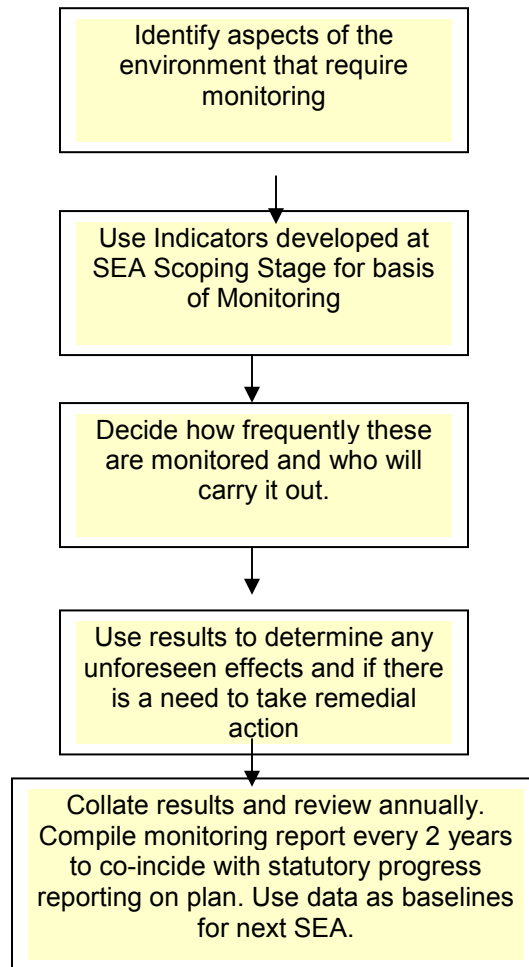 Identify aspects of the
environment that require
monitoring
Use Indicators developed at
SEA Scoping Stage for basis
of Monitoring
Decide how frequently these
are monitored and who will
carry it out.
Use results to determine any
unforeseen effects and if there
is a need to take remedial
action
Collate results and review annually.
Compile monitoring report every 2 years
to co-incide with statutory progress
reporting on plan. Use data as baselines
for next SEA.